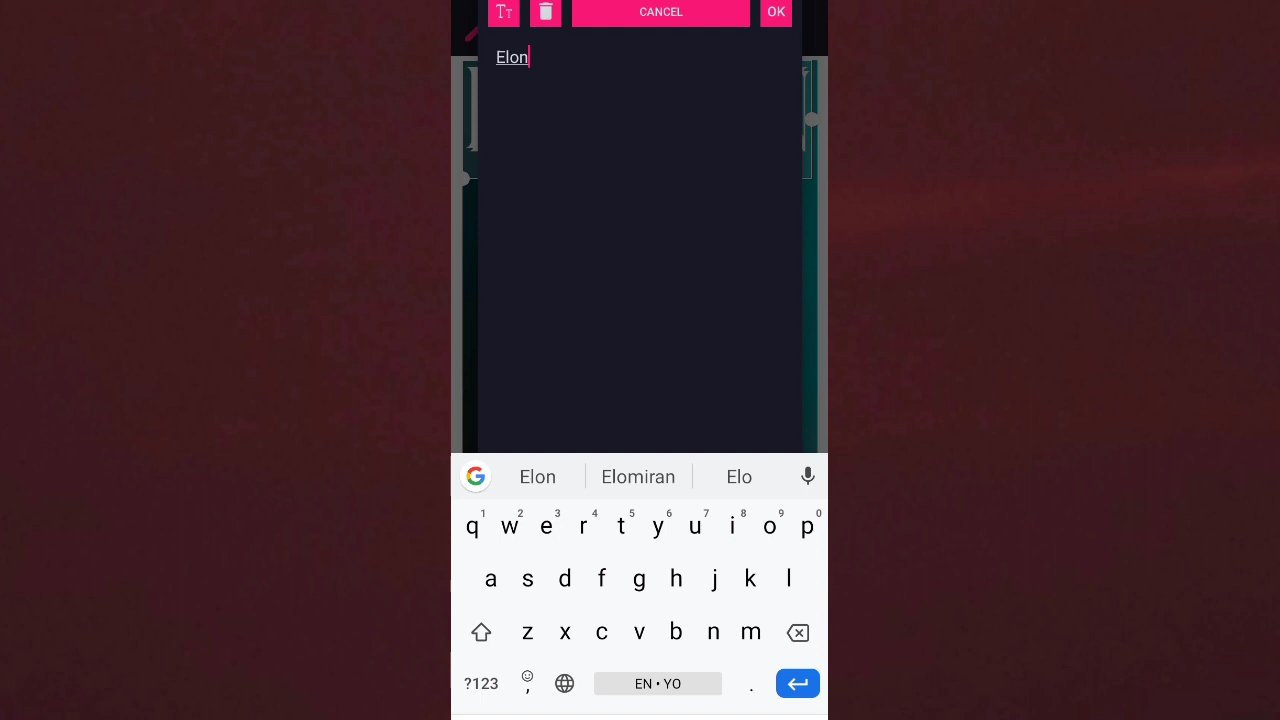 TT CANCEL OK
Elon
Elon Elomiran Elo
1 2 3 4 5 6 7 8 9 0
q w e r t y u i o p
a s d f g h j k l
z x c v b n m
?123 , EN • YO .